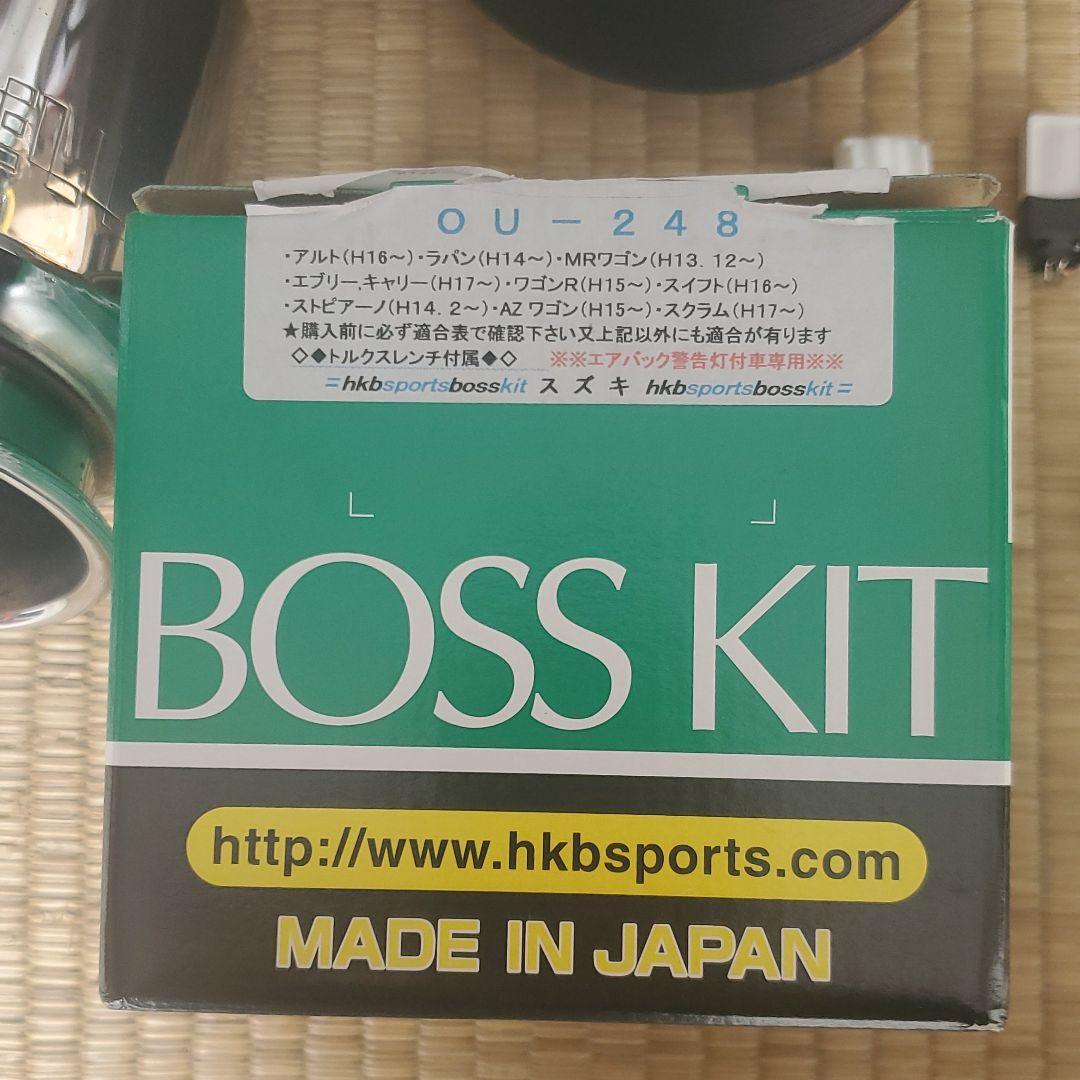 OU-248
・アルト(H16～)・ラパン(H14～)・MRワゴン(H13.12～)
・エブリー,キャリー(H17～)・ワゴンR(H15～)・スイフト(H16～)
・ストピアーノ(H14.2～)・AZワゴン(H15～)・スクラム(H17～)
★購入前に必ず適合表で確認下さい又上記以外にも適合が有ります
◇◆トルクスレンチ付属◆◇ ※※エアバック警告灯付車専用※※
=hkbsportsbosskit スズキ hkbsportsbosskit=
BOSS KIT
http://www.hkbsports.com
MADE IN JAPAN